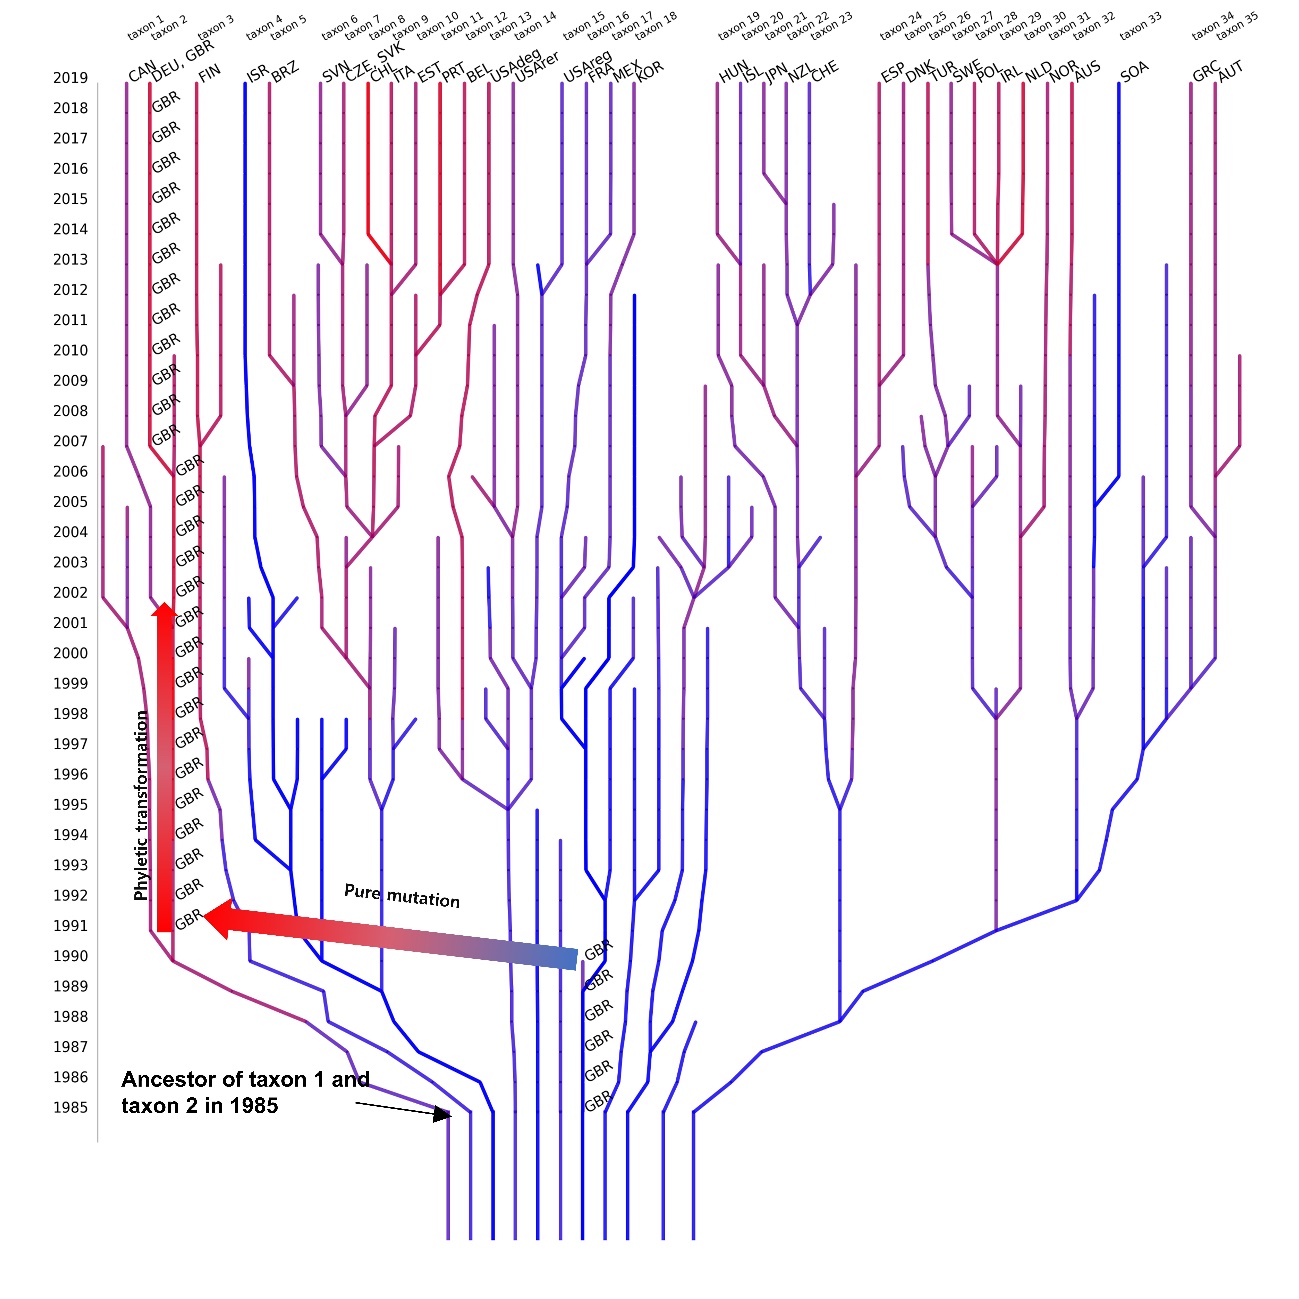 taxon 1 taxon 2 taxon 3 taxon 4 taxon 5 taxon 6 taxon 7 taxon 8 taxon 9 taxon 10 taxon 11 taxon 12 taxon 13 taxon 14 taxon 15 taxon 16 taxon 17 taxon 18 taxon 19 taxon 20 taxon 21 taxon 22 taxon 23 taxon 24 taxon 25 taxon 26 taxon 27 taxon 28 taxon 29 taxon 30 taxon 31 taxon 32 taxon 33 taxon 34 taxon 35
CAN DEU, GBR FIN ISR BRZ SVN CZE, SVK CHL ITA EST PRT BEL USAdeg USArer USAreg FRA MEX KOR HUN ISL JPN NZL CHE ESP DNK TUR SWE POL IRL NLD NOR AUS SOA GRC AUT
2019
GBR
2018
GBR
2017
GBR
2016
GBR
2015
GBR
2014
GBR
2013
GBR
2012
GBR
2011
GBR
2010
GBR
2009
GBR
2008
GBR
2007
GBR
2006
GBR
2005
GBR
2004
GBR
2003
GBR
2002
GBR
2001
GBR
2000
GBR
1999
GBR
1998
GBR
1997
GBR
1996
GBR
1995
GBR
1994
GBR
1993
GBR
1992
GBR
1991
Phyletic transformation
Pure mutation
GBR
1990
GBR
1989
GBR
1988
GBR
1987
GBR
1986
GBR
1985
Ancestor of taxon 1 and
taxon 2 in 1985